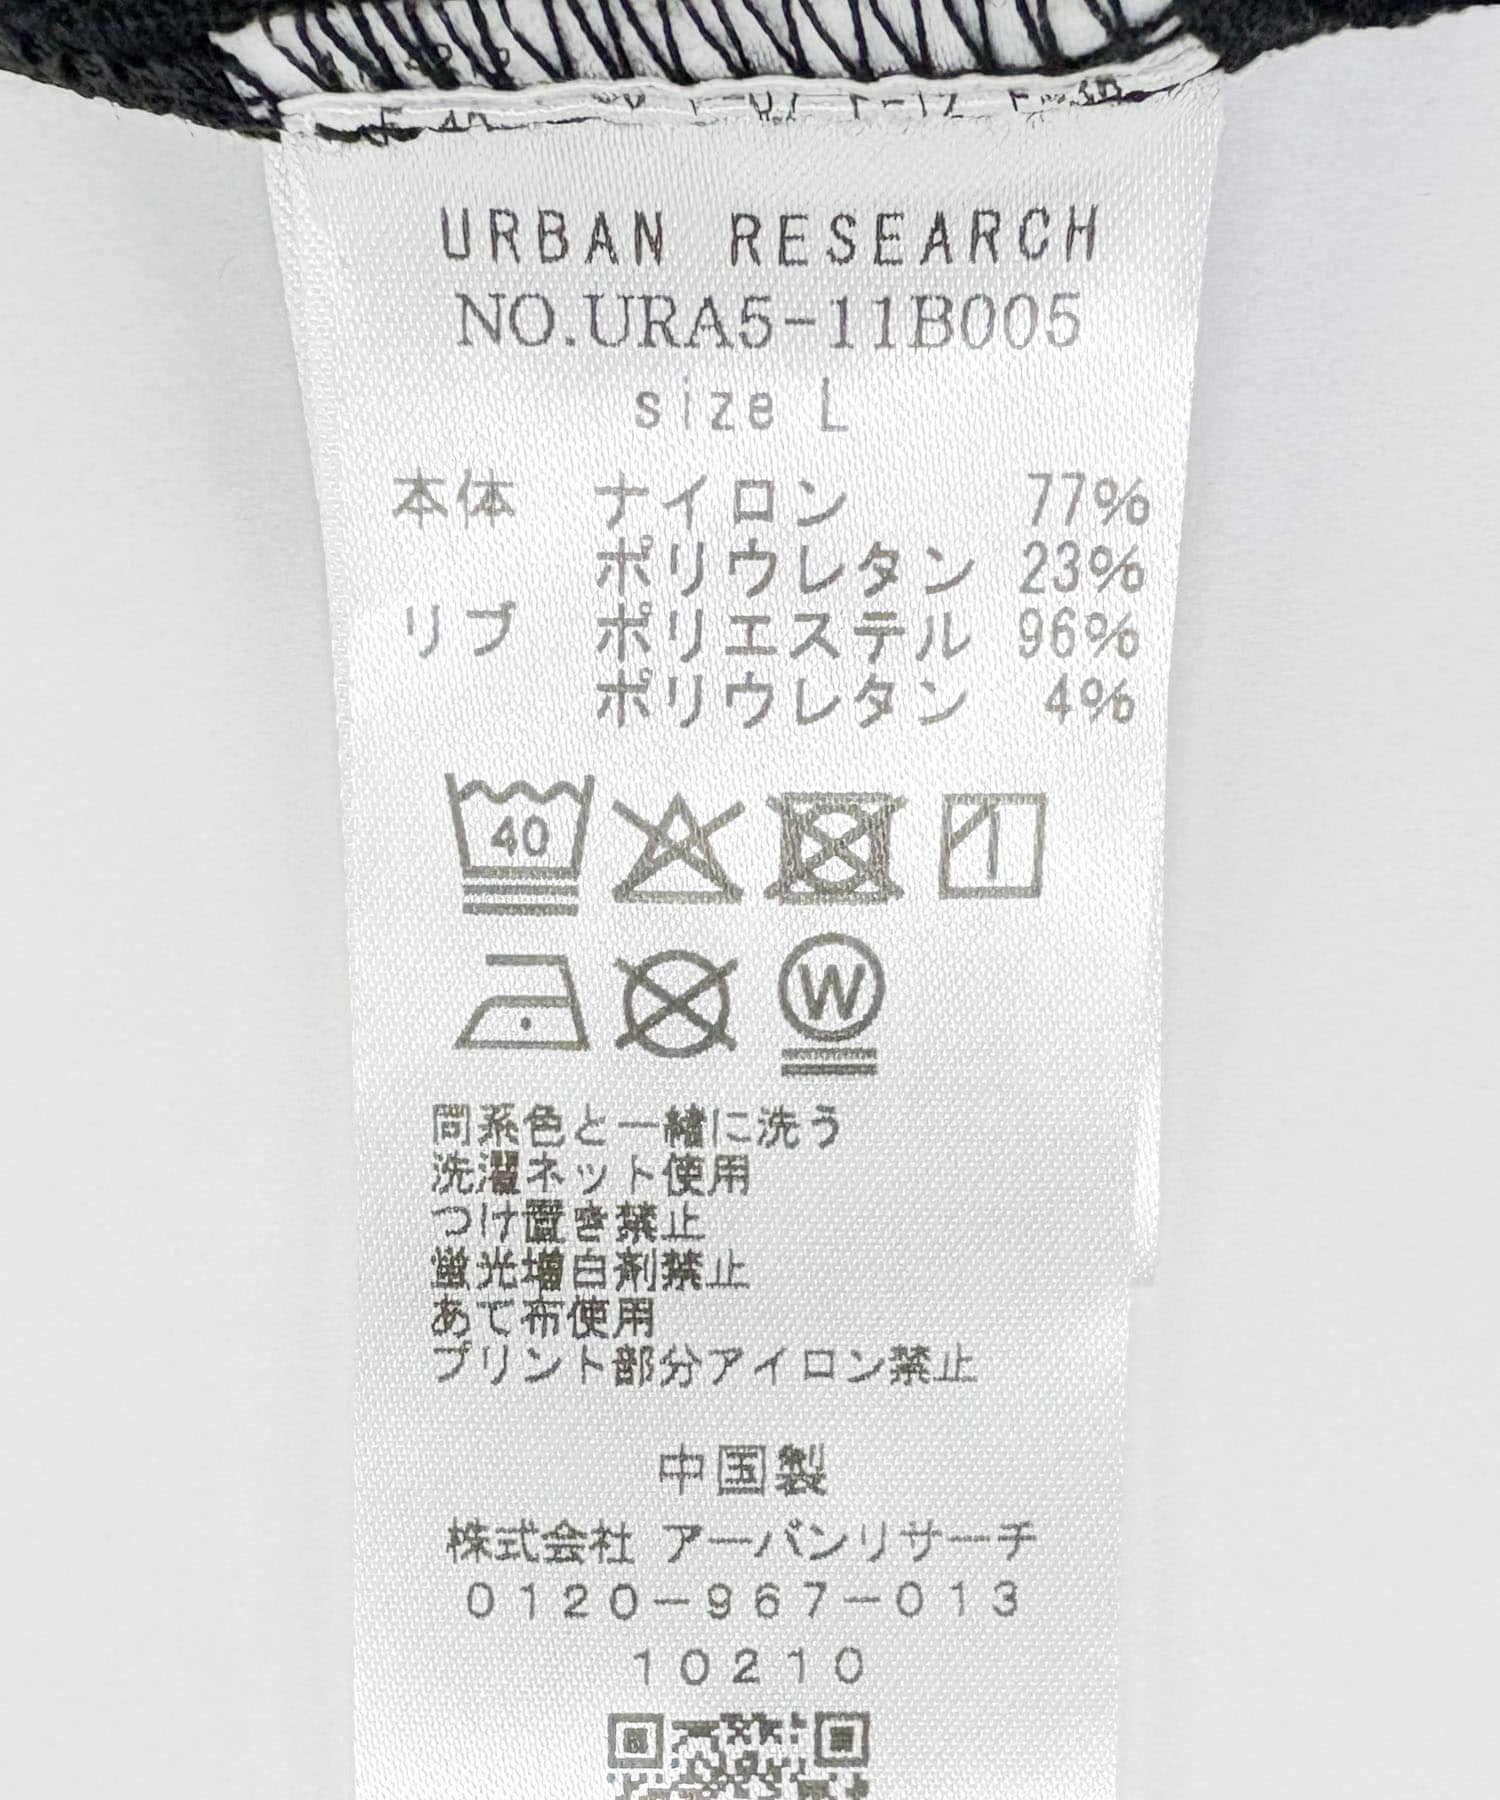 URBAN RESEARCH
NO.URA5-11B005
size L
本体 ナイロン 77%
ポリウレタン 23%
リブ ポリエステル 96%
ポリウレタン 4%
40
W
同系色と一緒に洗う
洗濯ネット使用
つけ置き禁止
蛍光増白剤禁止
あて布使用
プリント部分アイロン禁止
中国製
株式会社 アーバンリサーチ
0120-967-013
10210